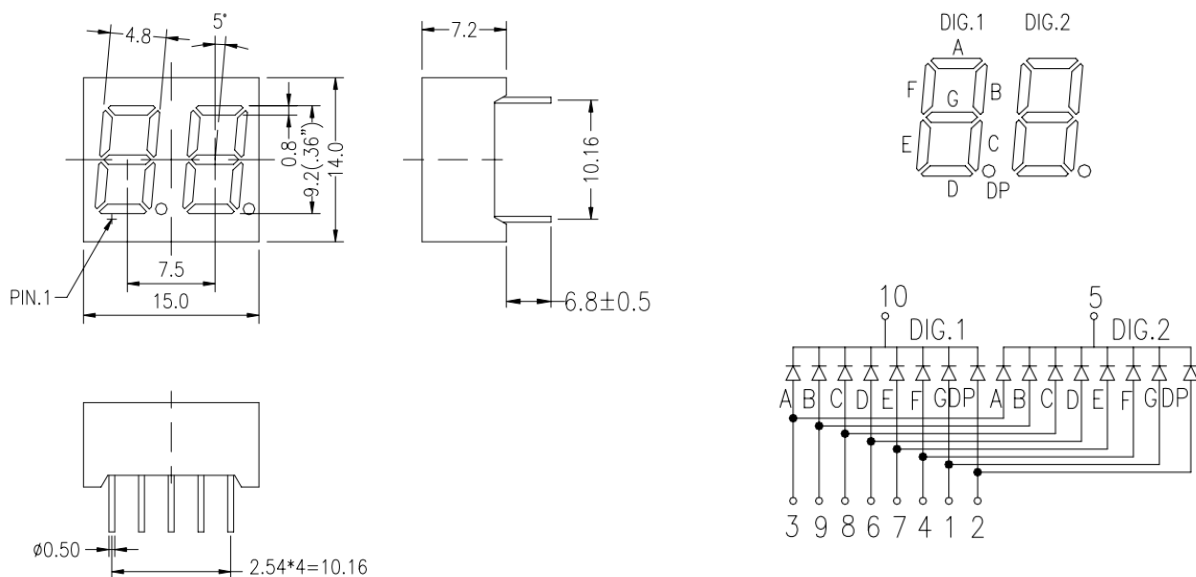 4.8
5°
PIN.1
7.5
15.0
0.8
9.2(.36")
14.0
7.2
10.16
6.8±0.5
DIG.1 DIG.2
A
F B
G
E C
D DP
10 5
DIG.1 DIG.2
A B C D E F G DP A B C D E F G DP
3 9 8 6 7 4 1 2
ø0.50
2.54*4=10.16